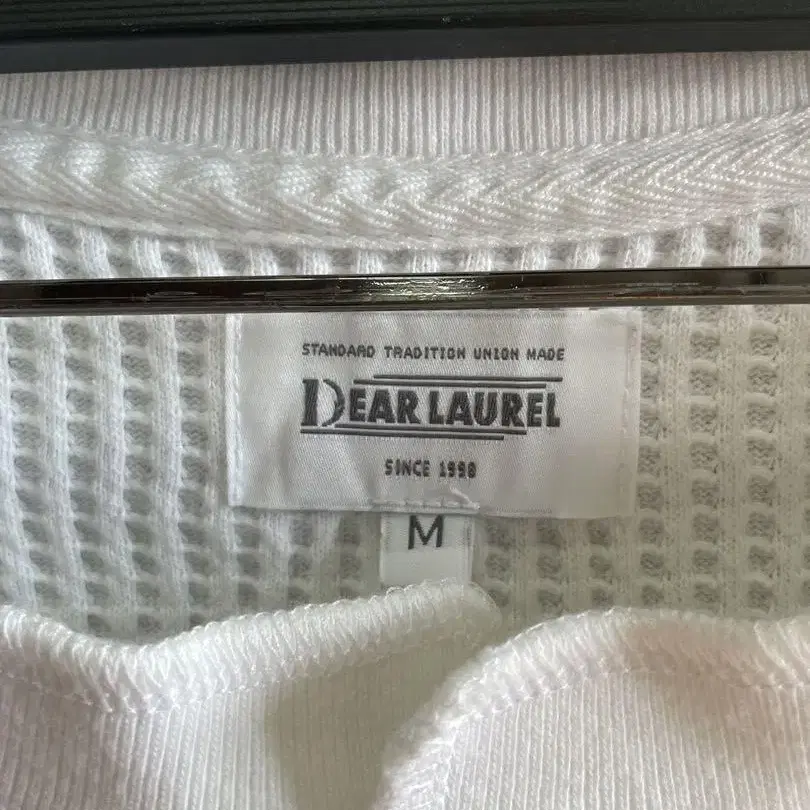 STANDARD TRADITION UNION MADE
DEAR LAUREL
SINCE 1998
M